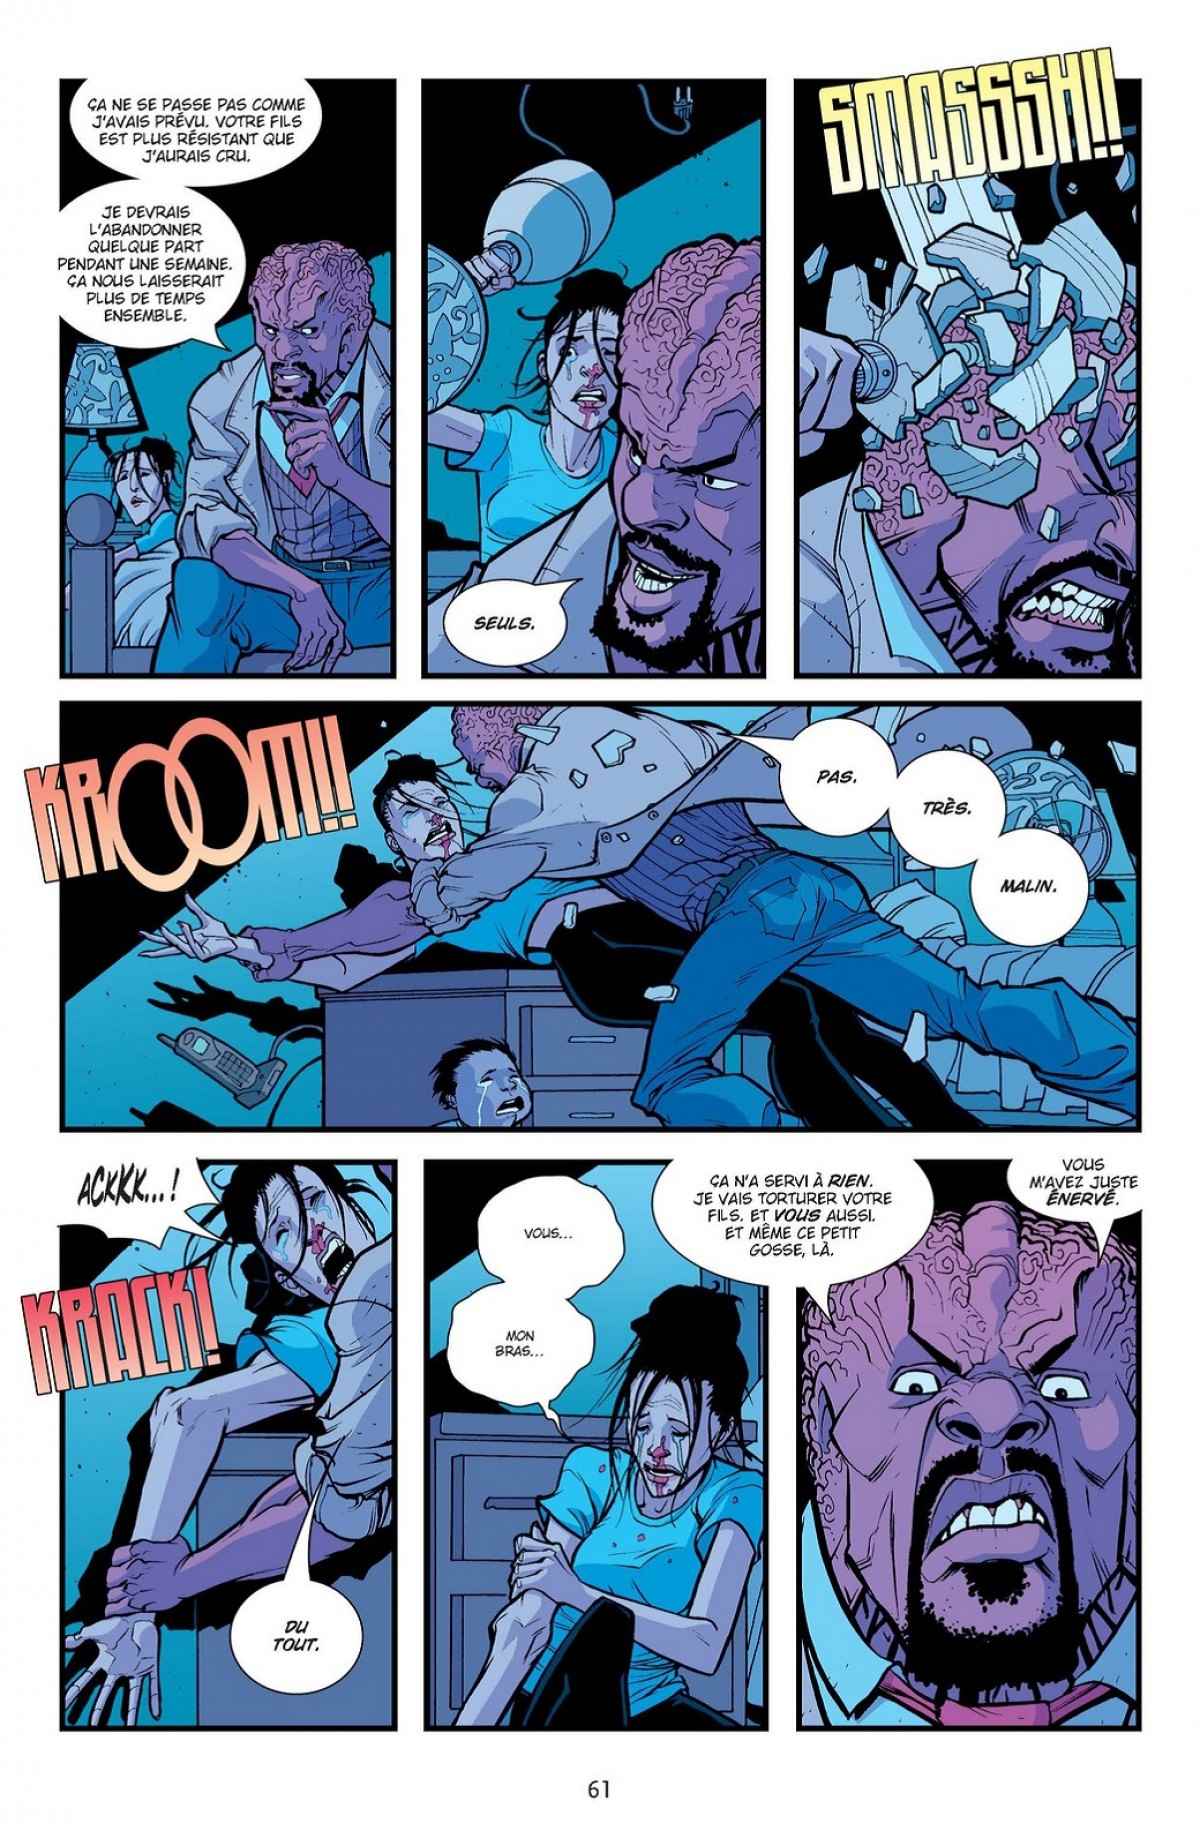 ÇA NE SE PASSE PAS COMME
J'AVAIS PRÉVU. VOTRE FILS
EST PLUS RÉSISTANT QUE
J'AURAIS CRU.
JE DEVRAIS
L'ABANDONNER
QUELQUE PART
PENDANT UNE SEMAINE.
ÇA NOUS LAISSERAIT
PLUS DE TEMPS
ENSEMBLE.
SEULS.
SMASSSSH!!
KROOM!!
PAS.
TRÈS.
MALIN.
ACKKK...!
KRACK!
DU
TOUT.
VOUS...
MON
BRAS...
ÇA N'A SERVI À RIEN.
JE VAIS TORTURER VOTRE
FILS. ET VOUS AUSSI.
ET MÊME CE PETIT
GOSSE, LÀ.
VOUS
M'AVEZ JUSTE
ÉNERVÉ.
61